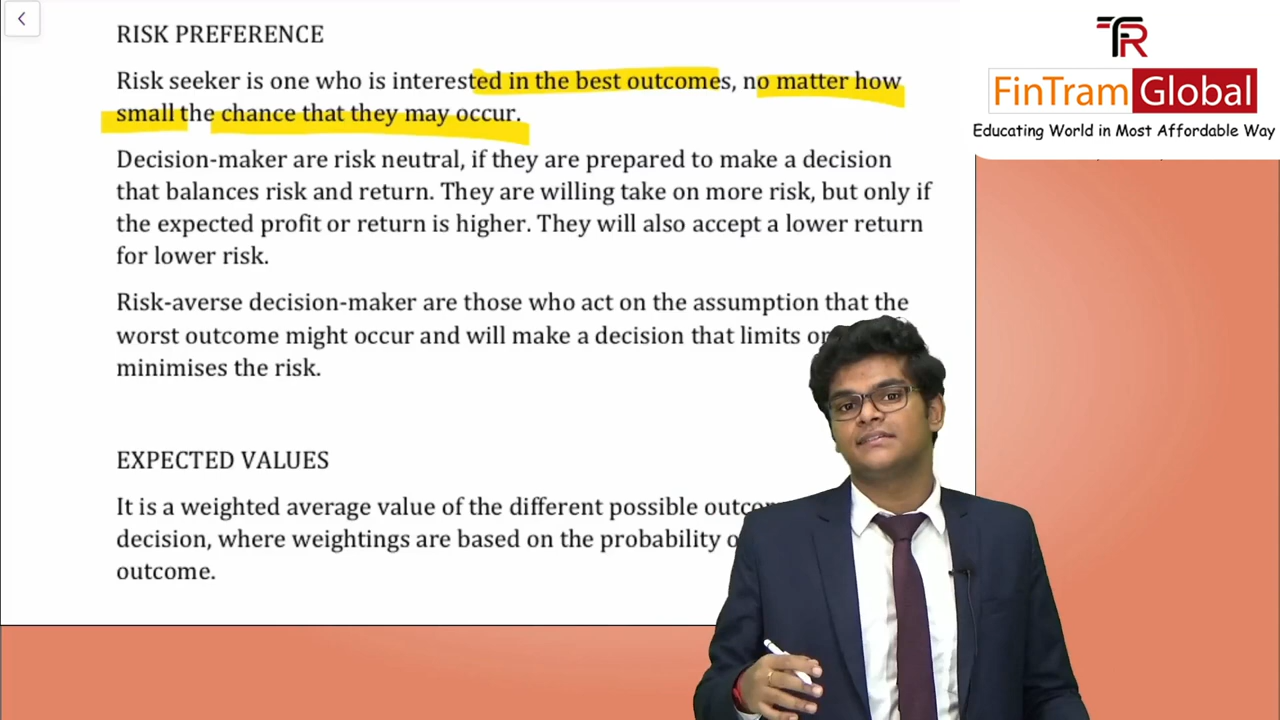 RISK PREFERENCE
Risk seeker is one who is interested in the best outcomes, no matter how
small the chance that they may occur.
Decision-maker are risk neutral, if they are prepared to make a decision
that balances risk and return. They are willing take on more risk, but only if
the expected profit or return is higher. They will also accept a lower return
for lower risk.
Risk-averse decision-maker are those who act on the assumption that the
worst outcome might occur and will make a decision that limits or
minimises the risk.
EXPECTED VALUES
It is a weighted average value of the different possible
decision, where weightings are based on the probability
outcome.
TR
FinTram Global
Educating World in Most Affordable Way